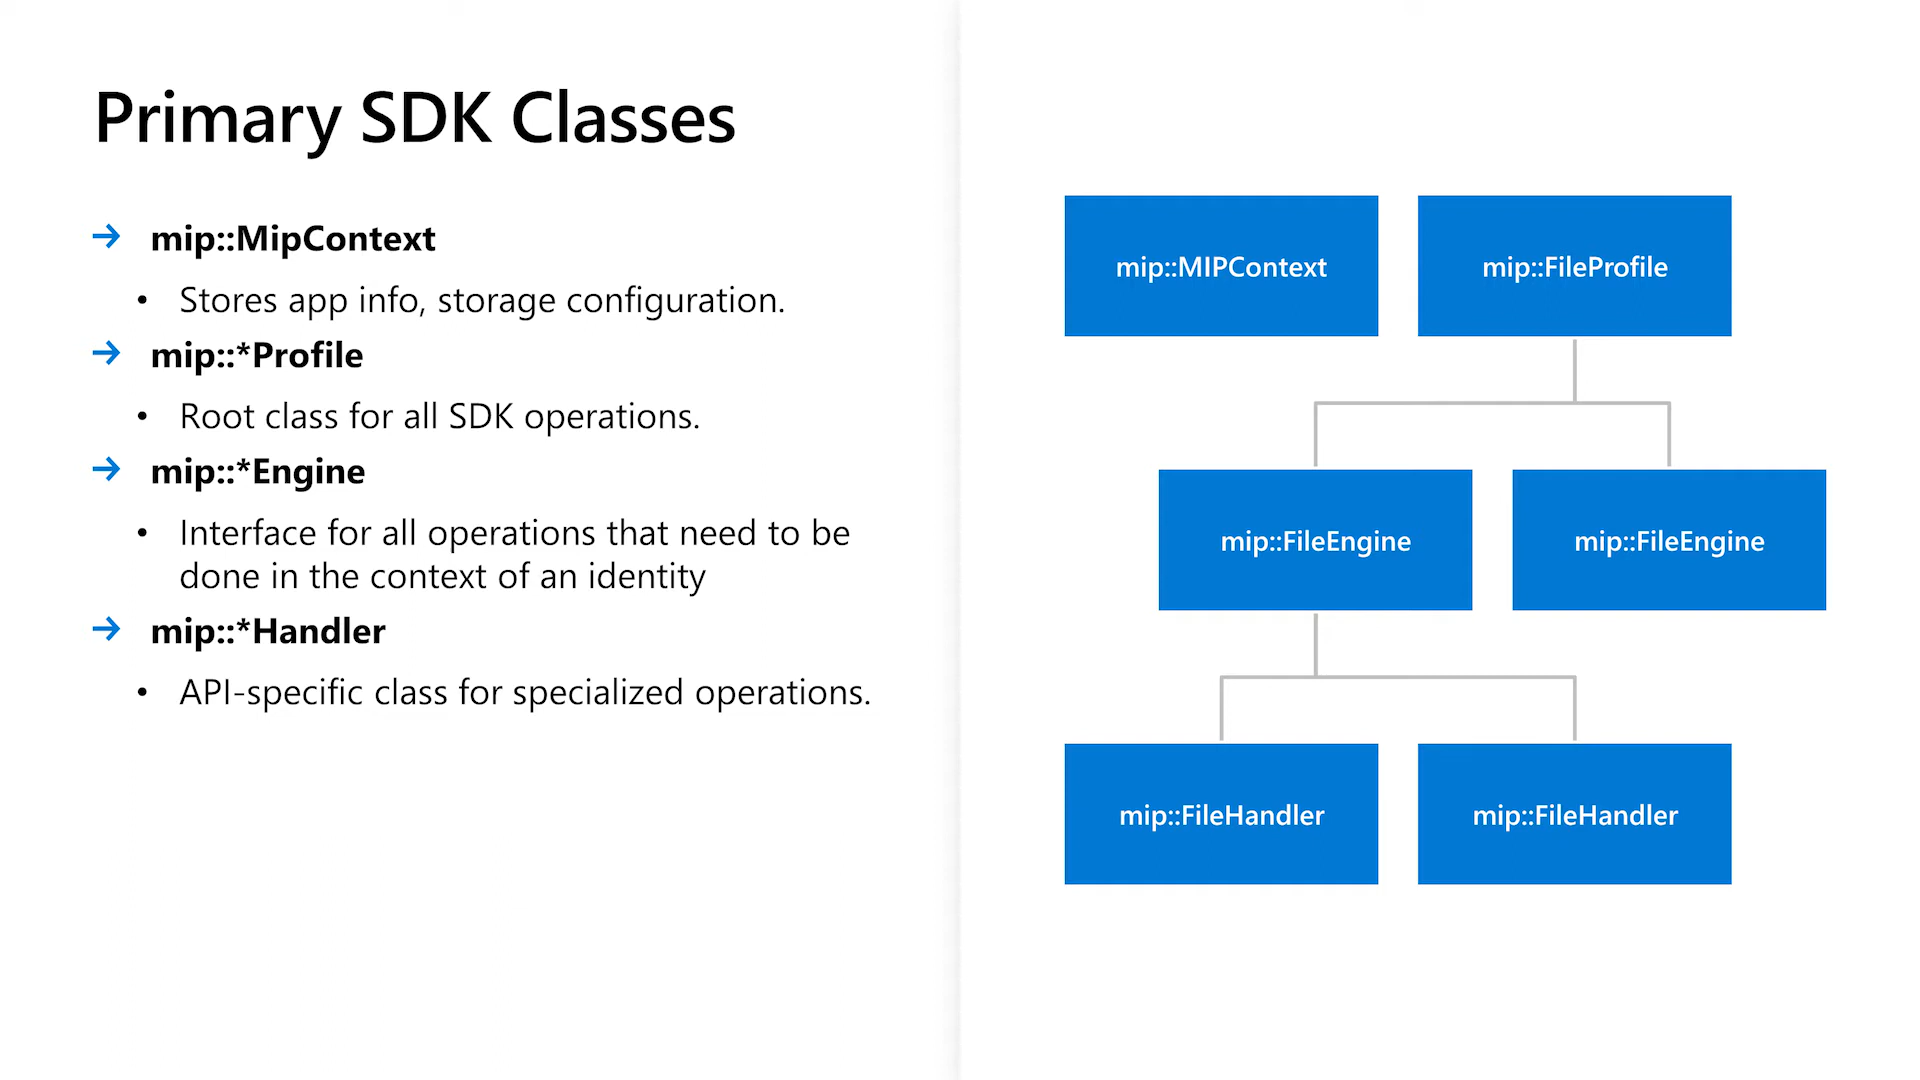 Primary SDK Classes
→ mip::MipContext
• Stores app info, storage configuration.
→ mip::*Profile
• Root class for all SDK operations.
→ mip::*Engine
• Interface for all operations that need to be
done in the context of an identity
→ mip::*Handler
• API-specific class for specialized operations.
mip::MIPContext
mip::FileProfile
mip::FileEngine
mip::FileEngine
mip::FileHandler
mip::FileHandler